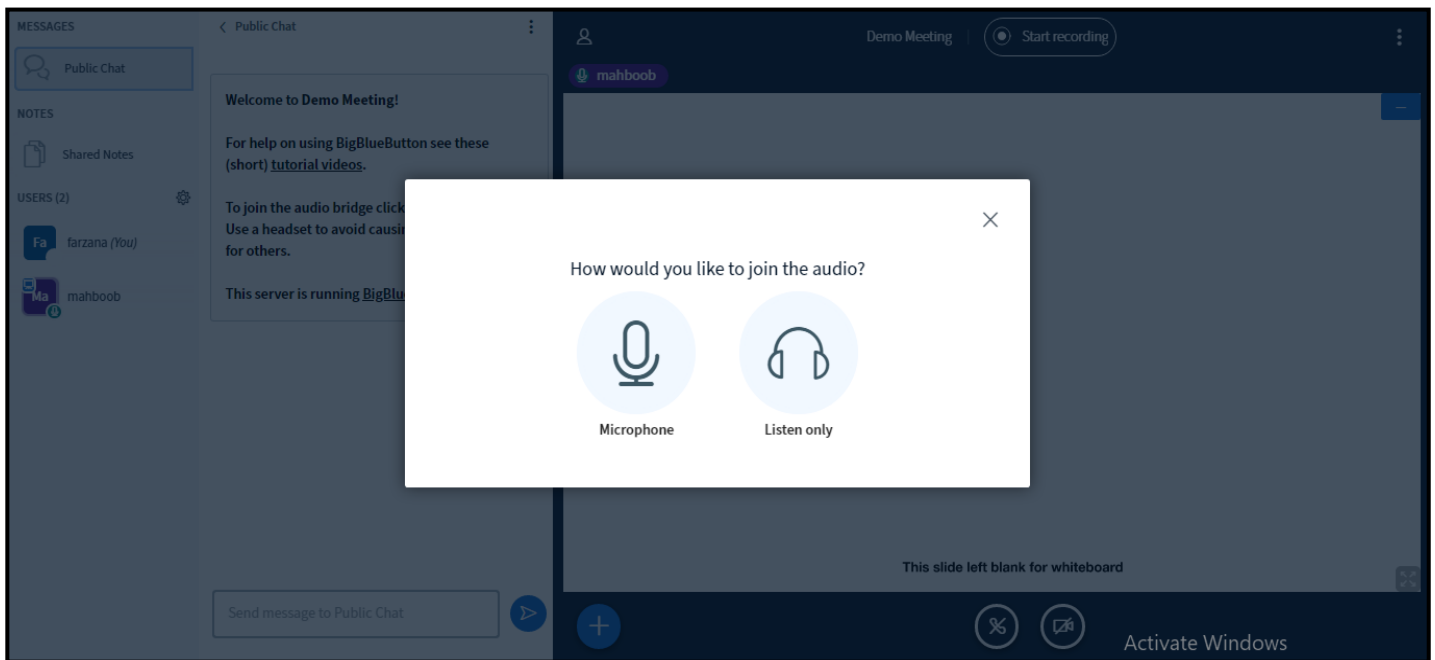 MESSAGES
Public Chat
NOTES
Shared Notes
USERS (2)
Fa
farzana (You)
Ma
mahboob
Public Chat
Welcome to Demo Meeting!
For help on using BigBlueButton see these
(short) tutorial videos.
To join the audio bridge click
Use a headset to avoid
for others.
This server is running
Send message to Public Chat
Demo Meeting
Start recording
mahboob
How would you like to join the audio?
Microphone
Listen only
This slide left blank for whiteboard
Activate Windows